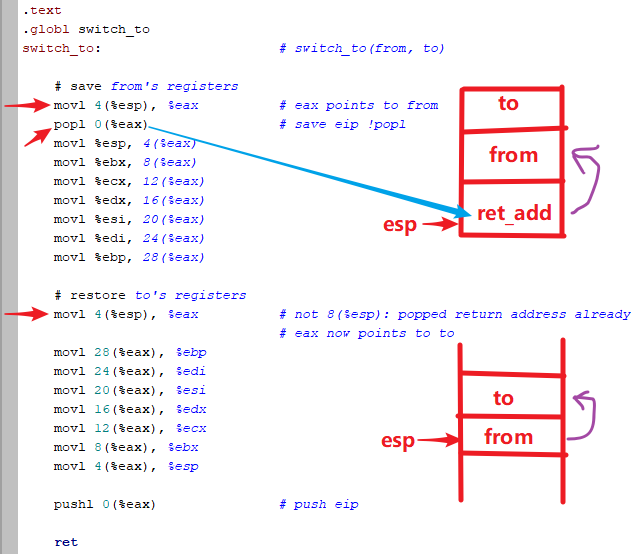 .text
.globl switch_to
switch_to: # switch_to(from, to)
# save from's registers
movl 4(%esp), %eax # eax points to from
popl 0(%eax) # save eip !popl
movl %esp, 4(%eax)
movl %ebx, 8(%eax)
movl %ecx, 12(%eax)
movl %edx, 16(%eax)
movl %esi, 20(%eax)
movl %edi, 24(%eax)
movl %ebp, 28(%eax)
to
from
ret_add
esp
# restore to's registers
movl 4(%esp), %eax # not 8(%esp): popped return address already
# eax now points to to
movl 28(%eax), %ebp
movl 24(%eax), %edi
movl 20(%eax), %esi
movl 16(%eax), %edx
movl 12(%eax), %ecx
movl 8(%eax), %ebx
movl 4(%eax), %esp
to
from
esp
pushl 0(%eax) # push eip
ret